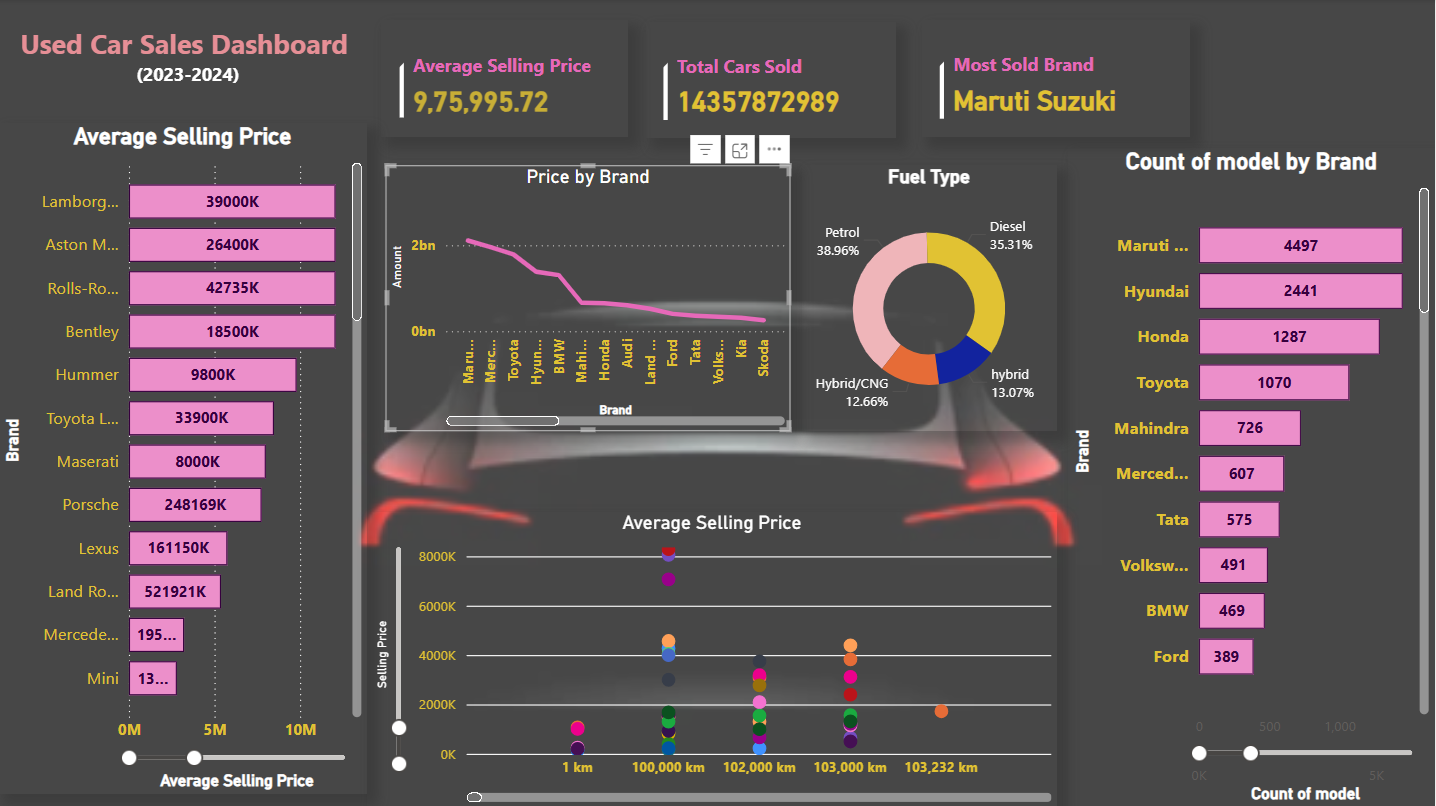 Used Car Sales Dashboard
(2023-2024)
Average Selling Price
9,75,995.72
Total Cars Sold
14357872989
Most Sold Brand
Maruti Suzuki
Average Selling Price
Brand
Lamborg... 39000K
Aston M... 26400K
Rolls-Ro... 42735K
Bentley 18500K
Hummer 9800K
Toyota L... 33900K
Maserati 8000K
Porsche 248169K
Lexus 161150K
Land Ro... 521921K
Mercede... 195...
Mini 13...
0M 5M 10M
Average Selling Price
Price by Brand
Amount
2bn
0bn
Maru...
Merc...
Toyota
Hyun...
BMW
Mahi...
Honda
Audi
Land ...
Ford
Tata
Volks...
Kia
Skoda
Brand
Fuel Type
Petrol
38.96%
Diesel
35.31%
Hybrid/CNG
12.66%
hybrid
13.07%
Average Selling Price
Selling Price
8000K
6000K
4000K
2000K
0K
1 km 100,000 km 102,000 km 103,000 km 103,232 km
Count of model by Brand
Brand
Maruti ... 4497
Hyundai 2441
Honda 1287
Toyota 1070
Mahindra 726
Merced... 607
Tata 575
Volksw... 491
BMW 469
Ford 389
0 500 1,000
0K 5K
Count of model